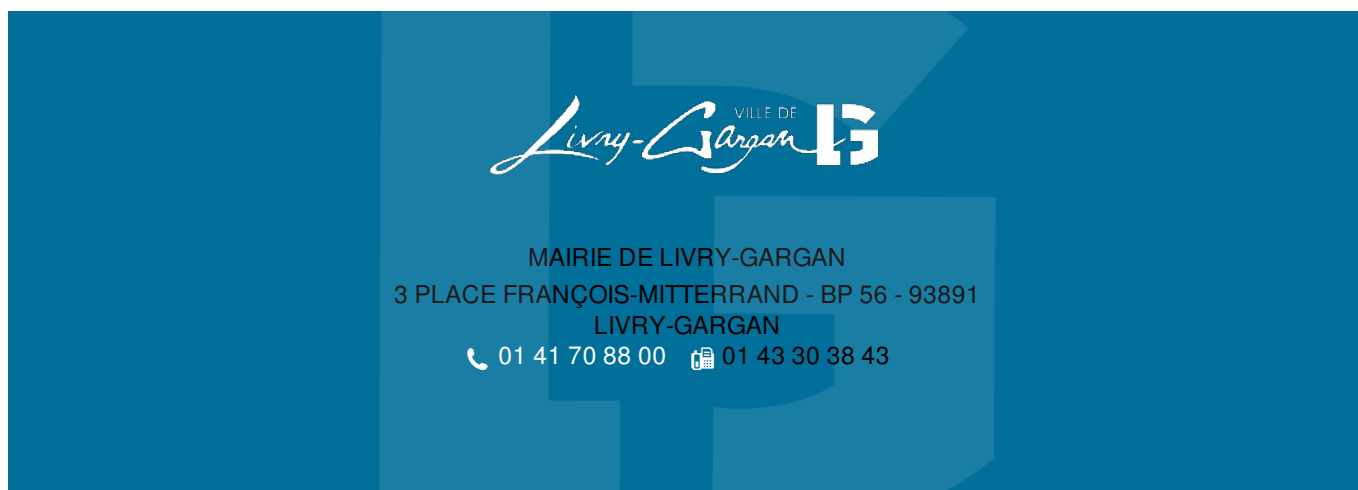 VILLE DE
Livry-Gargan LG
MAIRIE DE LIVRY-GARGAN
3 PLACE FRANÇOIS-MITTERRAND - BP 56 - 93891
LIVRY-GARGAN
01 41 70 88 00 01 43 30 38 43